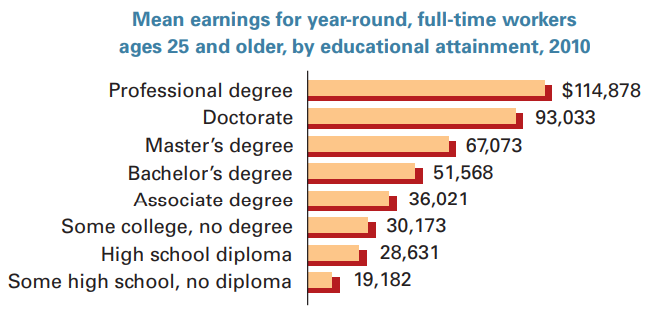 Mean earnings for year-round, full-time workers
ages 25 and older, by educational attainment, 2010
Professional degree $114,878
Doctorate 93,033
Master's degree 67,073
Bachelor's degree 51,568
Associate degree 36,021
Some college, no degree 30,173
High school diploma 28,631
Some high school, no diploma 19,182